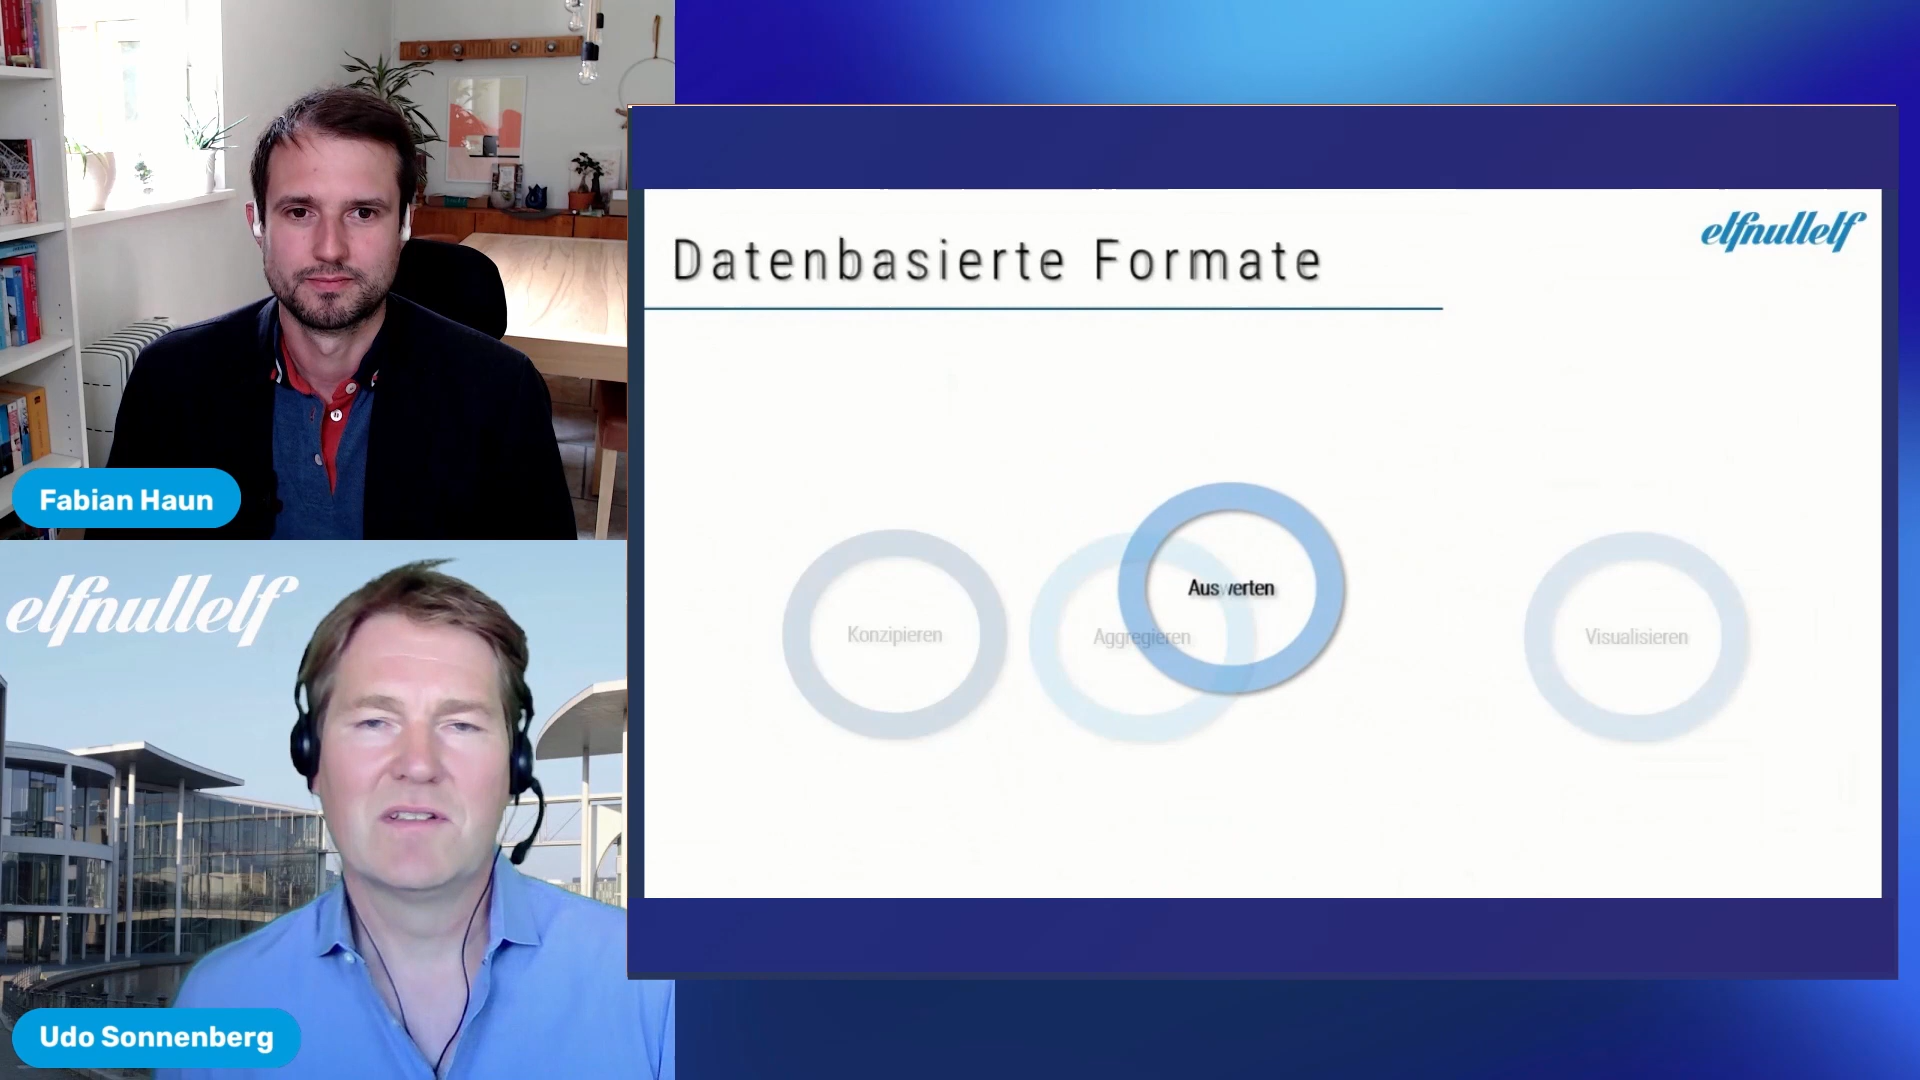 Fabian Haun
elfnullelf
Udo Sonnenberg
elfnullelf
Datenbasierte Formate
Konzipieren
Aggregieren
Auswerten
Visualisieren